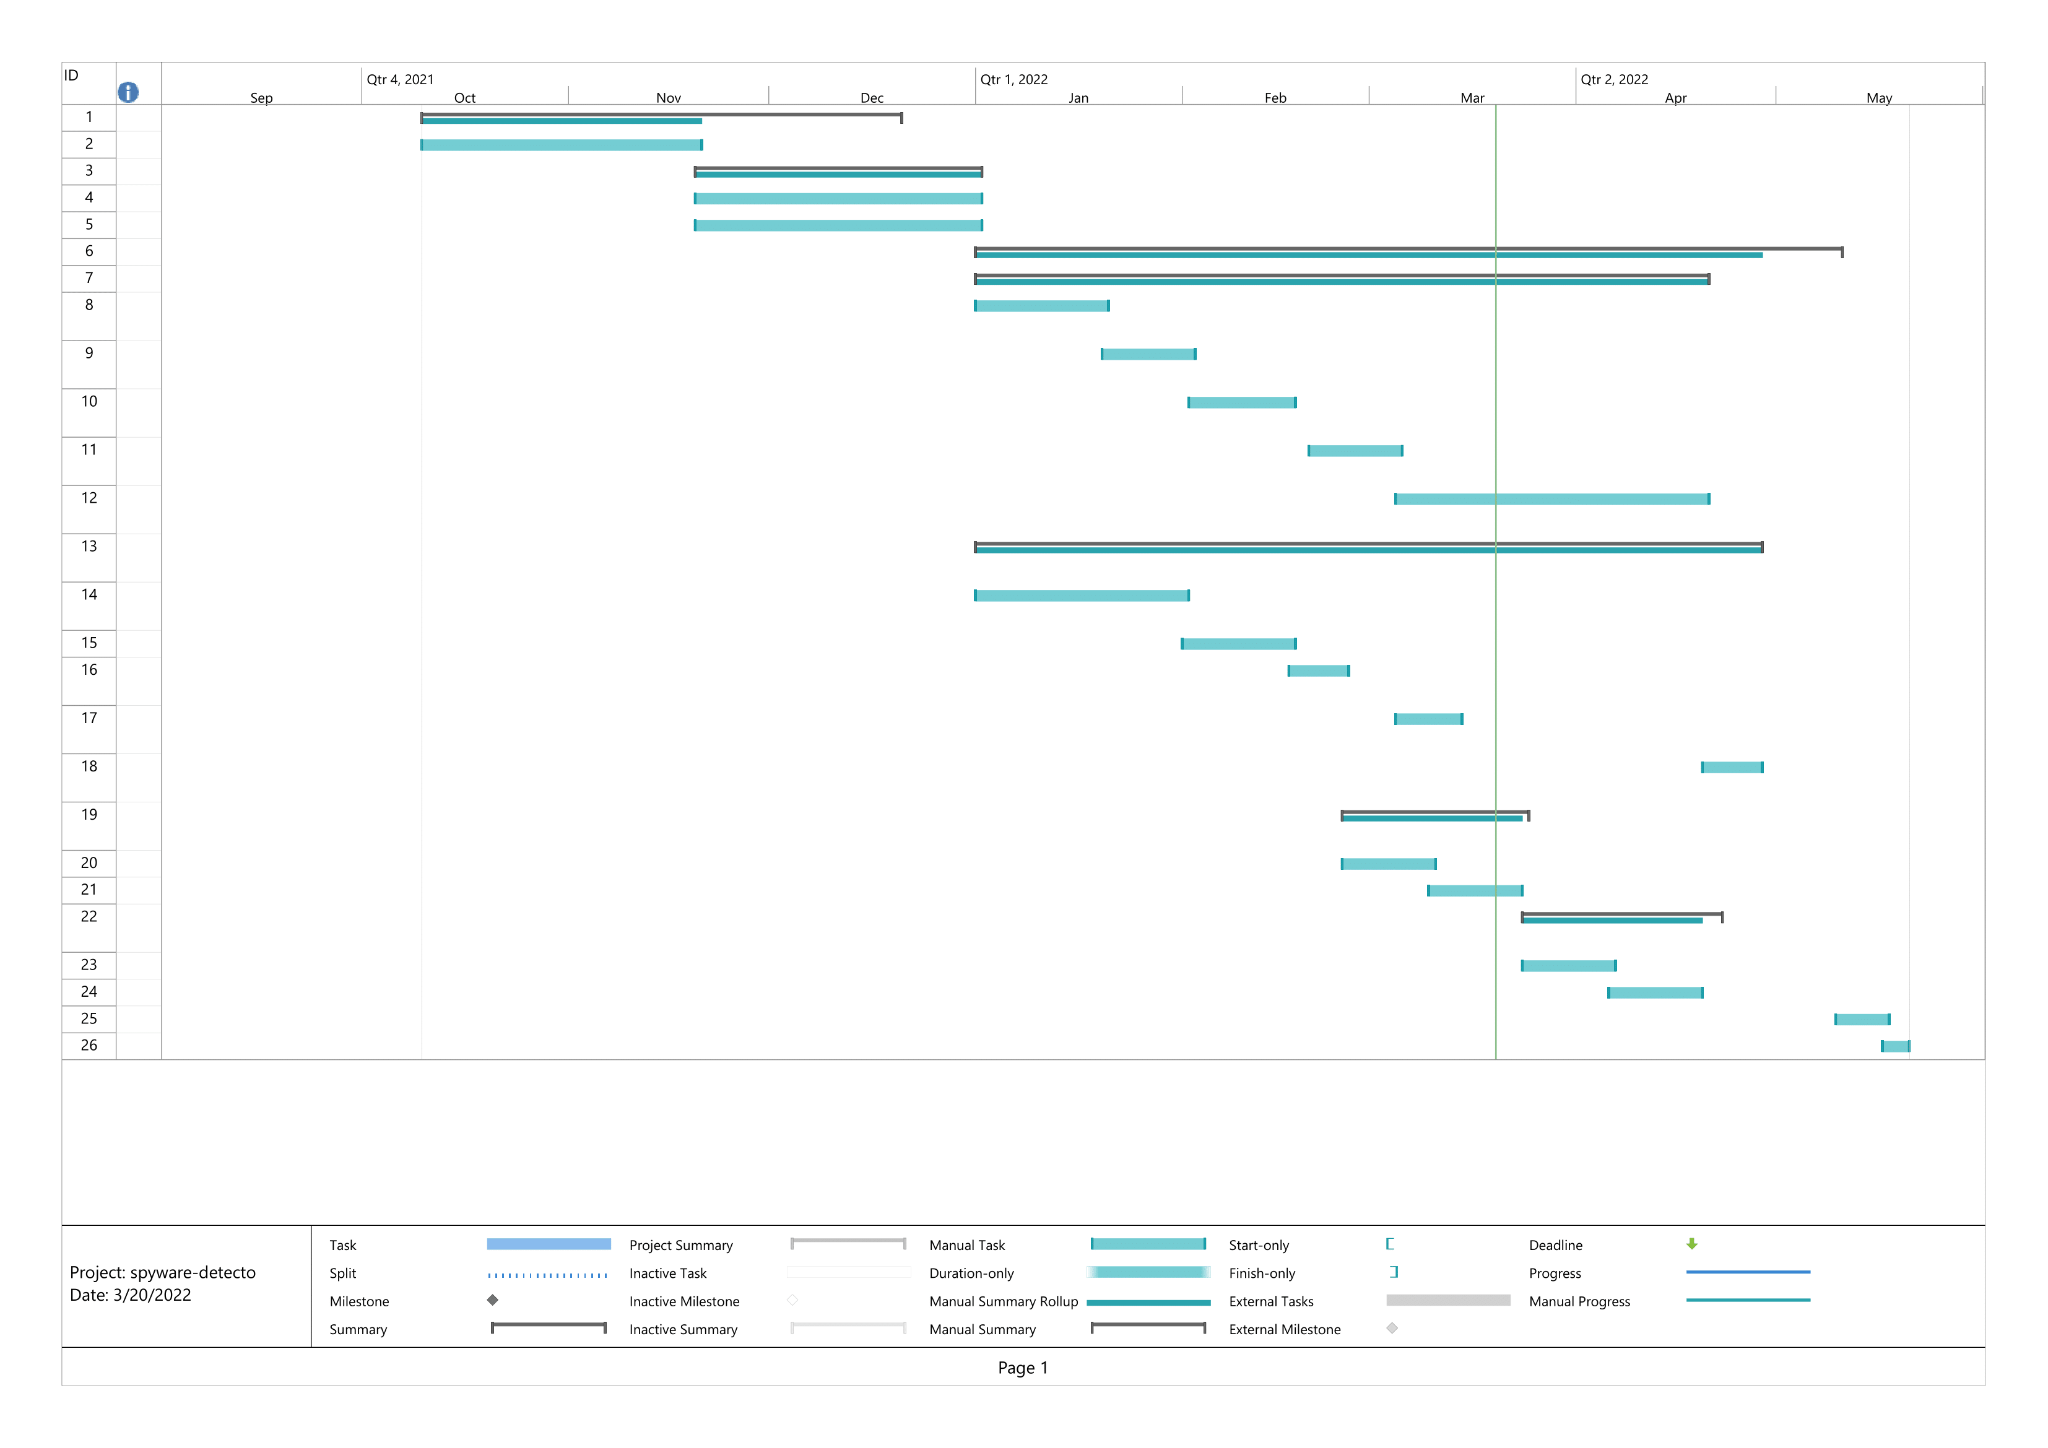 ID
Qtr 4, 2021 Qtr 1, 2022 Qtr 2, 2022
Sep Oct Nov Dec Jan Feb Mar Apr May
1
2
3
4
5
6
7
8
9
10
11
12
13
14
15
16
17
18
19
20
21
22
23
24
25
26
Project: spyware-detecto
Date: 3/20/2022
Task Project Summary Manual Task Start-only Deadline
Split Inactive Task Duration-only Finish-only Progress
Milestone Inactive Milestone Manual Summary Rollup External Tasks Manual Progress
Summary Inactive Summary Manual Summary External Milestone
Page 1